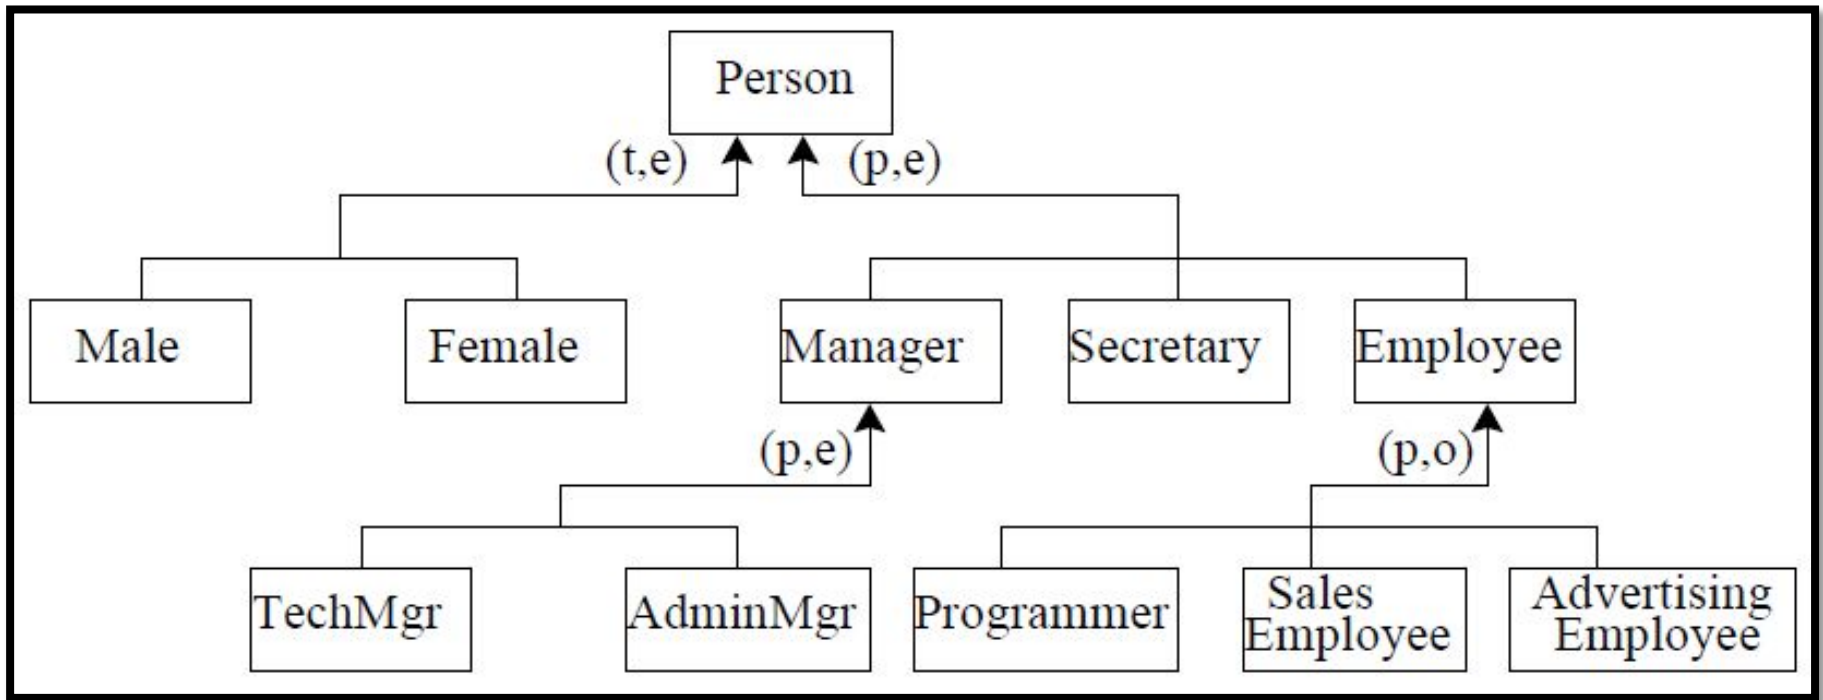 Person
(t,e)
(p,e)
Male
Female
Manager
Secretary
Employee
(p,e)
(p,o)
TechMgr
AdminMgr
Programmer
Sales
Employee
Advertising
Employee